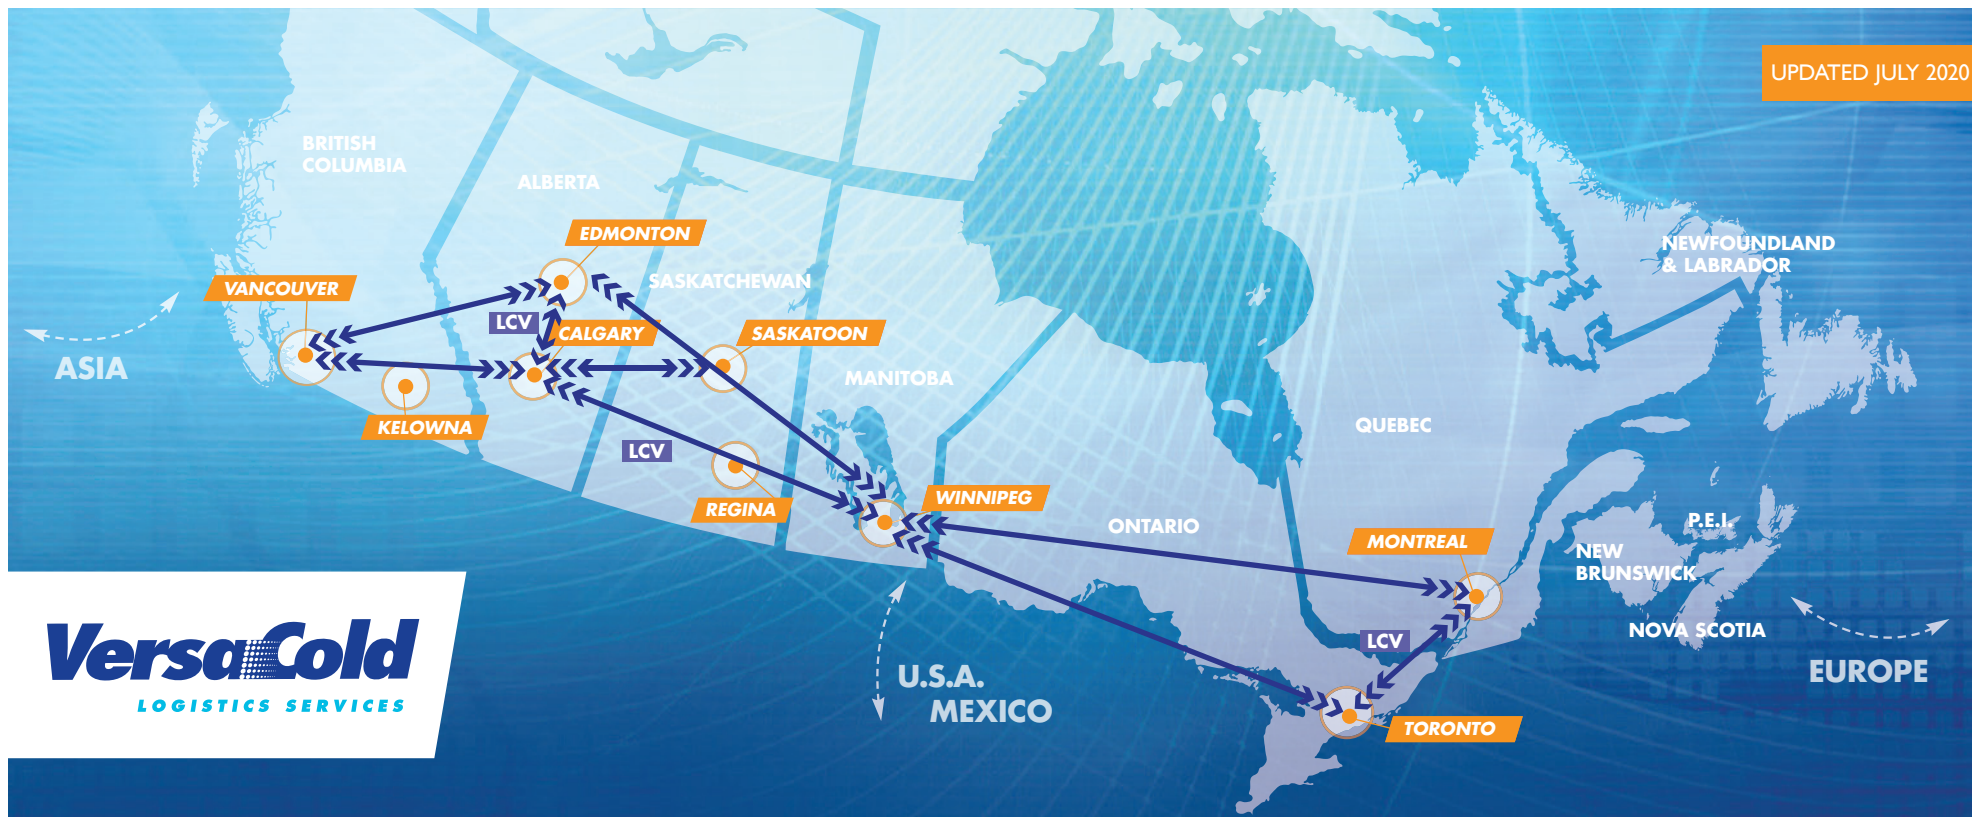 UPDATED JULY 2020
BRITISH
COLUMBIA
ALBERTA
EDMONTON
NEWFOUNDLAND
& LABRADOR
SASKATCHEWAN
VANCOUVER
LCV
CALGARY
SASKATOON
ASIA
MANITOBA
KELOWNA
QUEBEC
LCV
REGINA
WINNIPEG
ONTARIO
P.E.I.
MONTREAL
NEW
BRUNSWICK
NOVA SCOTIA
LCV
VersaCold
LOGISTICS SERVICES
U.S.A.
MEXICO
EUROPE
TORONTO